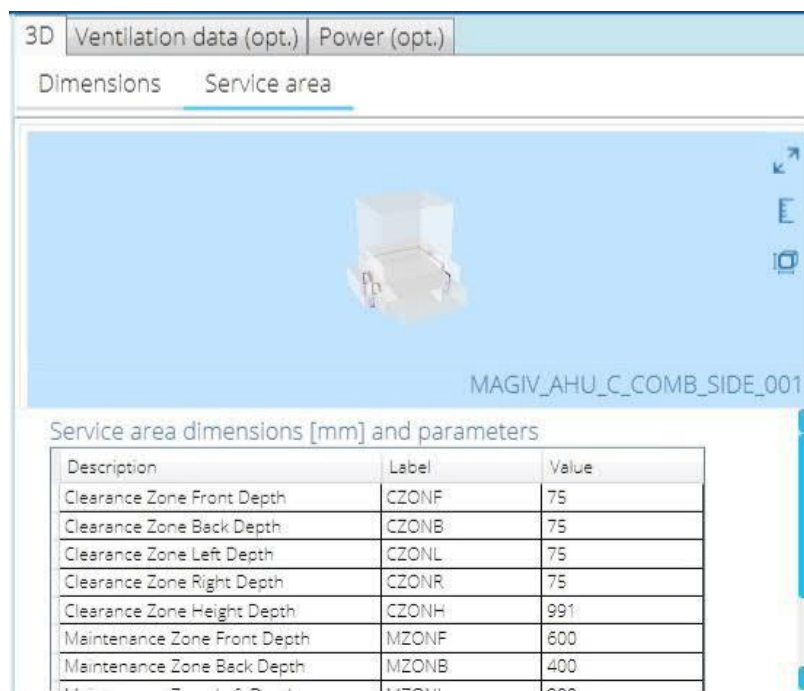 3D Ventilation data (opt.) Power (opt.)
Dimensions Service area
MAGIV_AHU_C_COMB_SIDE_001
Service area dimensions [mm] and parameters
Description Label Value
Clearance Zone Front Depth CZONF 75
Clearance Zone Back Depth CZONB 75
Clearance Zone Left Depth CZONL 75
Clearance Zone Right Depth CZONR 75
Clearance Zone Height Depth CZONH 991
Maintenance Zone Front Depth MZONF 600
Maintenance Zone Back Depth MZONB 400